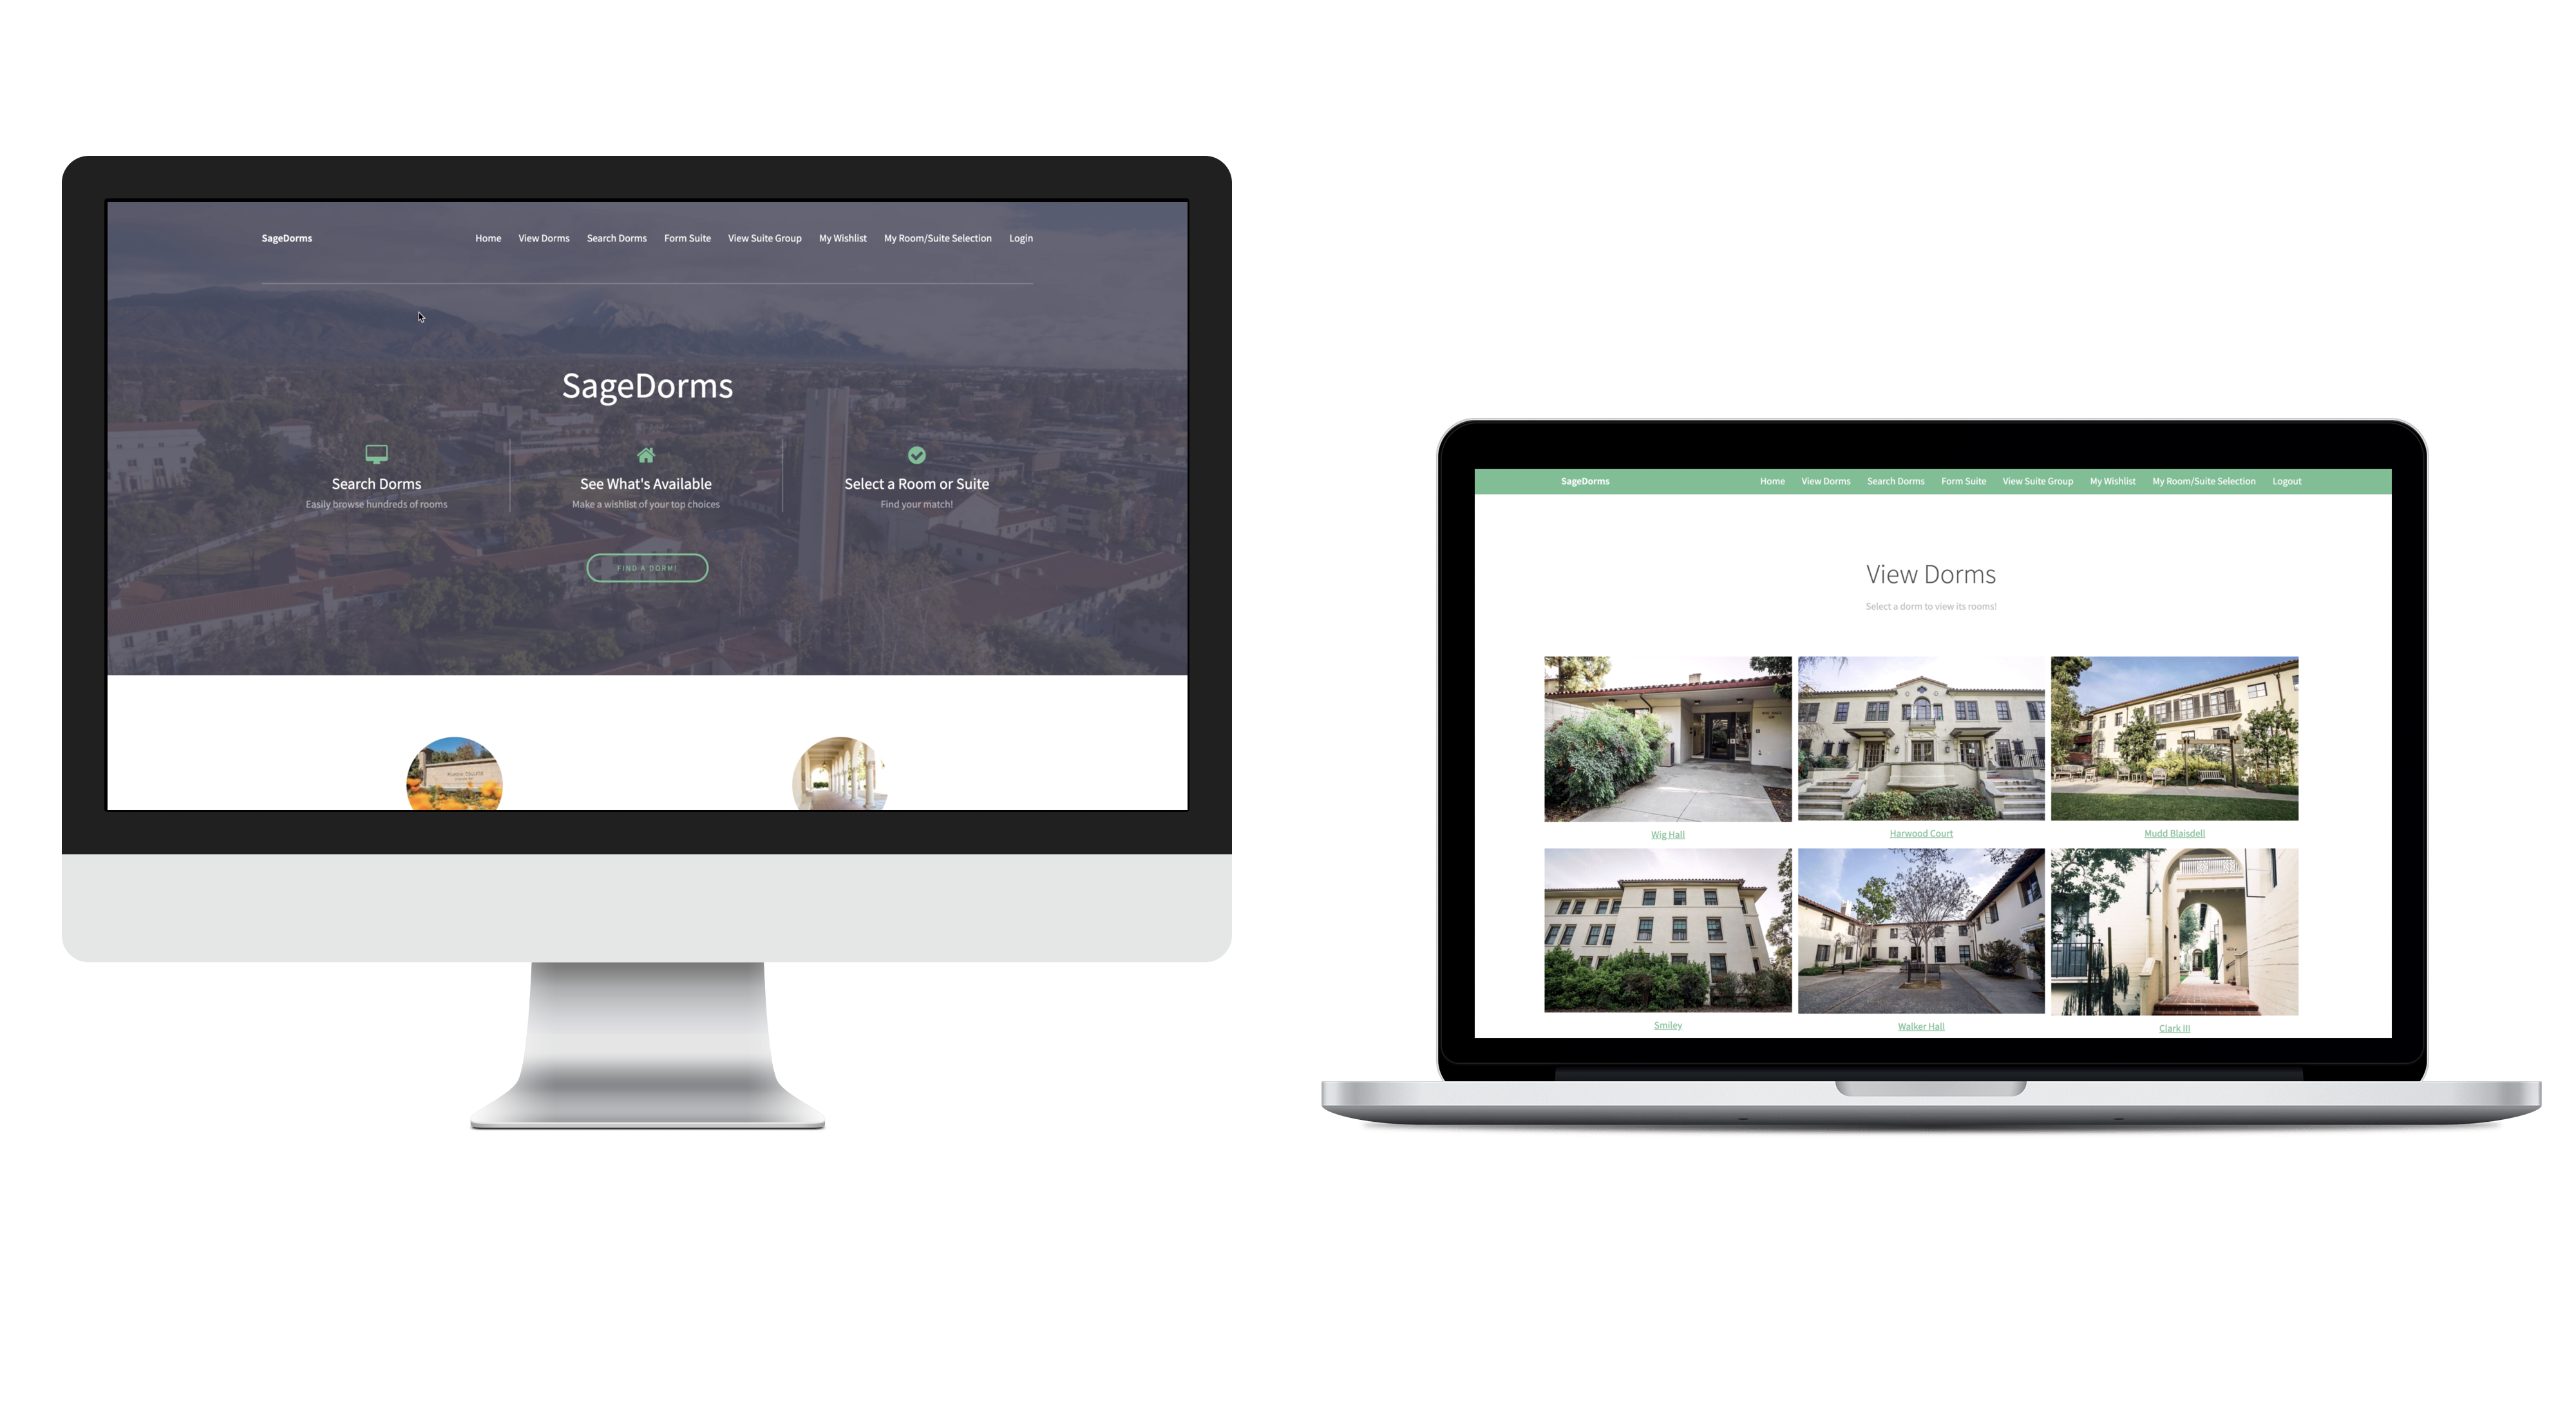 SageDorms Home View Dorms Search Dorms Form Suite View Suite Group My Wishlist My Room/Suite Selection Login
SageDorms
Search Dorms
Easily browse hundreds of rooms
See What's Available
Make a wishlist of your top choices
Select a Room or Suite
Find your match!
FIND A DORM!
SageDorms Home View Dorms Search Dorms Form Suite View Suite Group My Wishlist My Room/Suite Selection Logout
View Dorms
Select a dorm to view its rooms!
Wig Hall
Harwood Court
Mudd Blaisdell
Smiley
Walker Hall
Clark III